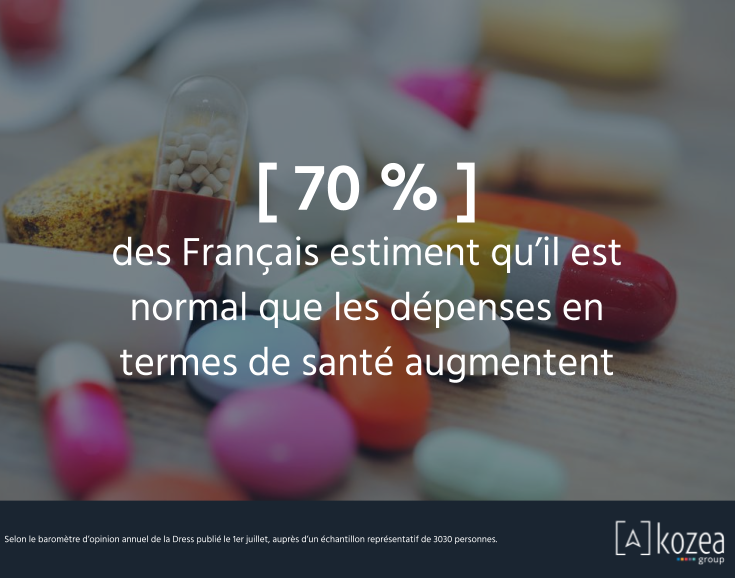 [ 70 % ]
des Français estiment qu’il est
normal que les dépenses en
termes de santé augmentent
Selon le baromètre d’opinion annuel de la Dress publié le 1er juillet, auprès d’un échantillon représentatif de 3030 personnes.
[A] kozea
group